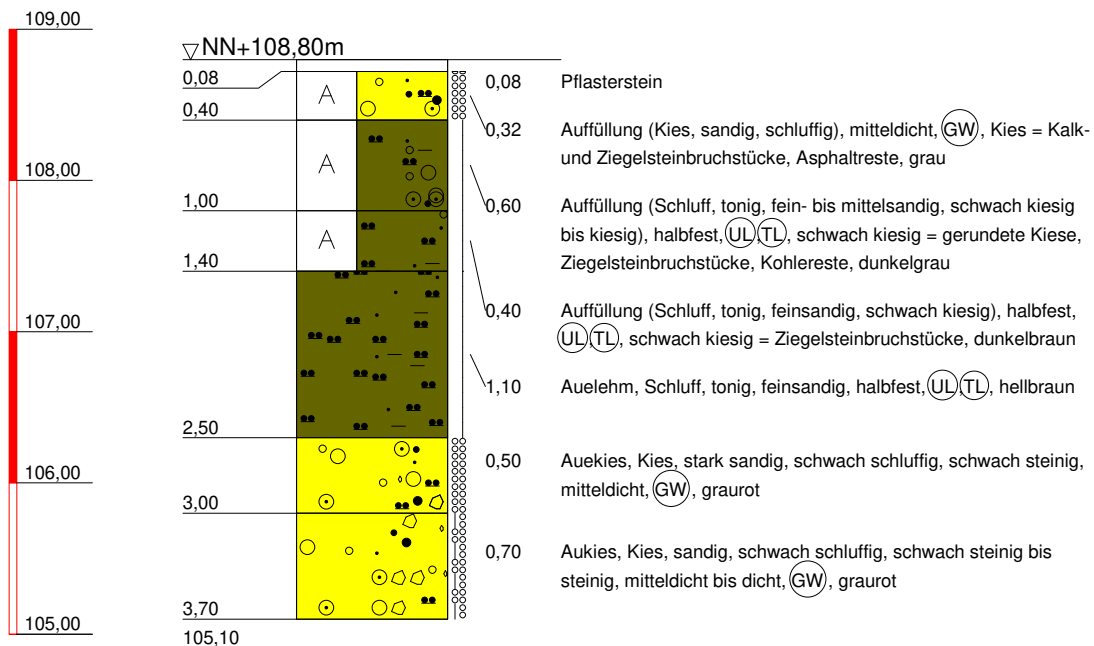 109,00
NN+108,80m
0,08
0,08 Pflasterstein
A
0,40
0,32 Auffüllung (Kies, sandig, schluffig), mitteldicht, GW, Kies = Kalk-
und Ziegelsteinbruchstücke, Asphaltreste, grau
A
108,00
1,00
0,60 Auffüllung (Schluff, tonig, fein- bis mittelsandig, schwach kiesig
bis kiesig), halbfest, UL, TL, schwach kiesig = gerundete Kiese,
Ziegelsteinbruchstücke, Kohlereste, dunkelgrau
A
1,40
0,40 Auffüllung (Schluff, tonig, feinsandig, schwach kiesig), halbfest,
UL, TL, schwach kiesig = Ziegelsteinbruchstücke, dunkelbraun
107,00
1,10 Auelehm, Schluff, tonig, feinsandig, halbfest, UL, TL, hellbraun
2,50
0,50 Auekies, Kies, stark sandig, schwach schluffig, schwach steinig,
mitteldicht, GW, graurot
106,00
3,00
0,70 Aukies, Kies, sandig, schwach schluffig, schwach steinig bis
steinig, mitteldicht bis dicht, GW, graurot
3,70
105,00
105,10